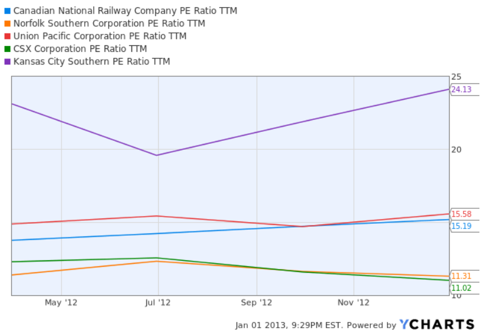 Canadian National Railway Company PE Ratio TTM
Norfolk Southern Corporation PE Ratio TTM
Union Pacific Corporation PE Ratio TTM
CSX Corporation PE Ratio TTM
Kansas City Southern PE Ratio TTM
25
24.13
20
15.58
15.19
11.31
11.02
10
May '12 Jul '12 Sep '12 Nov '12
Jan 01 2013, 9:29PM EST. Powered by YCHARTS